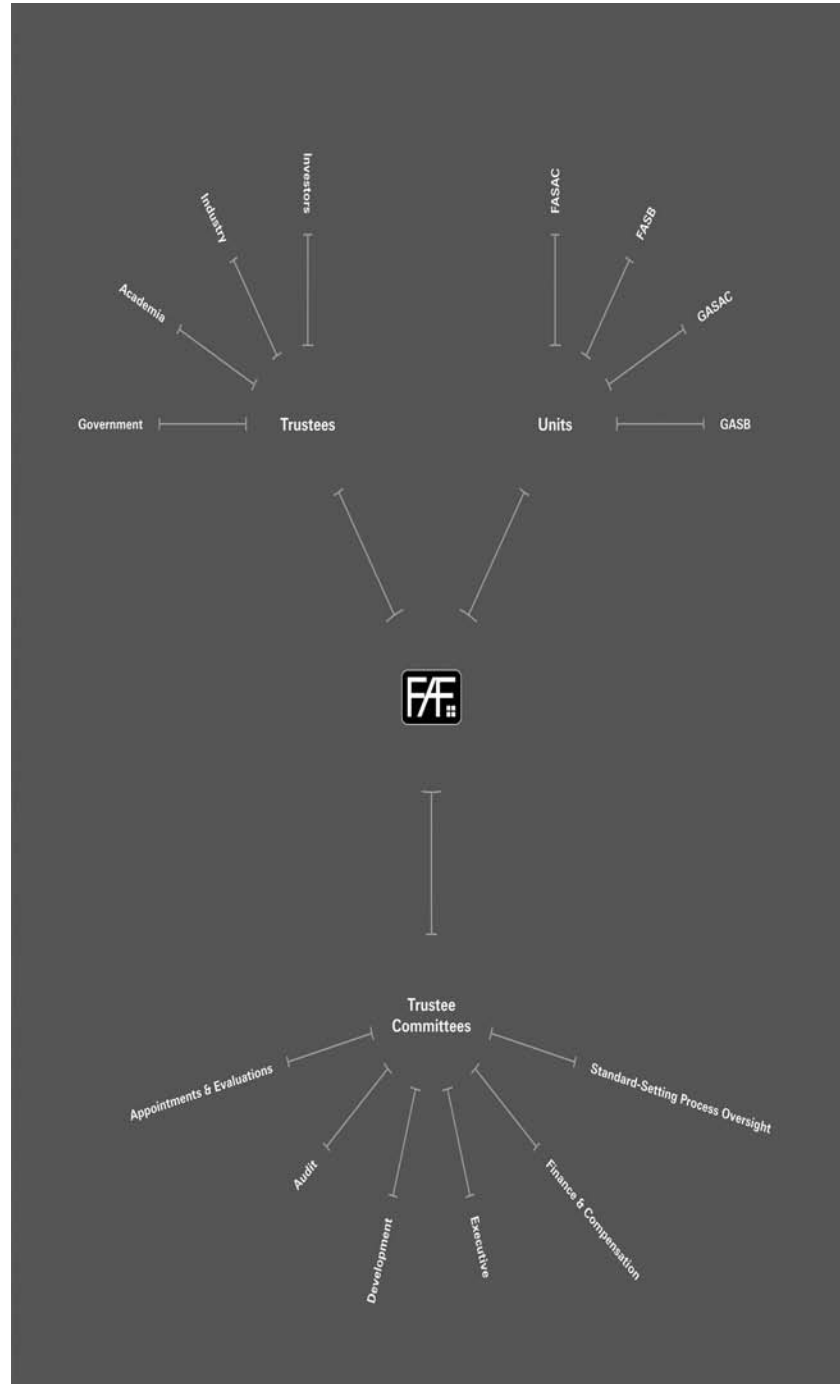 Investors
FASAC
Industry
FASB
Academia
GASAC
Government
Trustees
Units
GASB
FAF
Trustee
Committees
Appointments & Evaluations
Standard-Setting Process Oversight
Audit
Finance & Compensation
Development
Executive